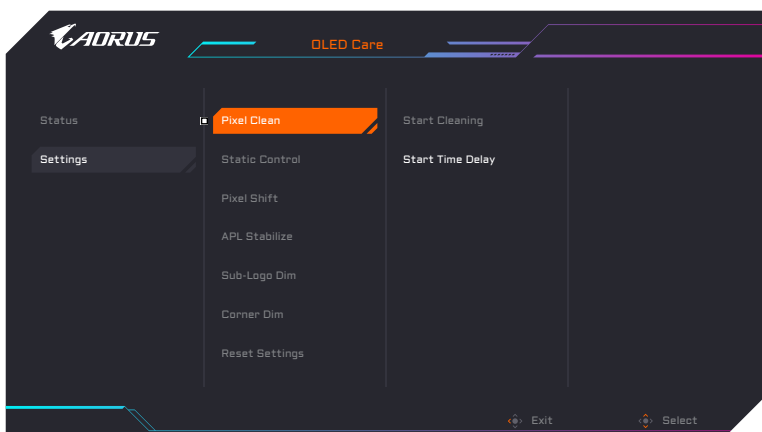 AORUS
OLED Care
Status
Settings
Pixel Clean
Static Control
Pixel Shift
APL Stabilize
Sub-Logo Dim
Corner Dim
Reset Settings
Start Cleaning
Start Time Delay
Exit
Select